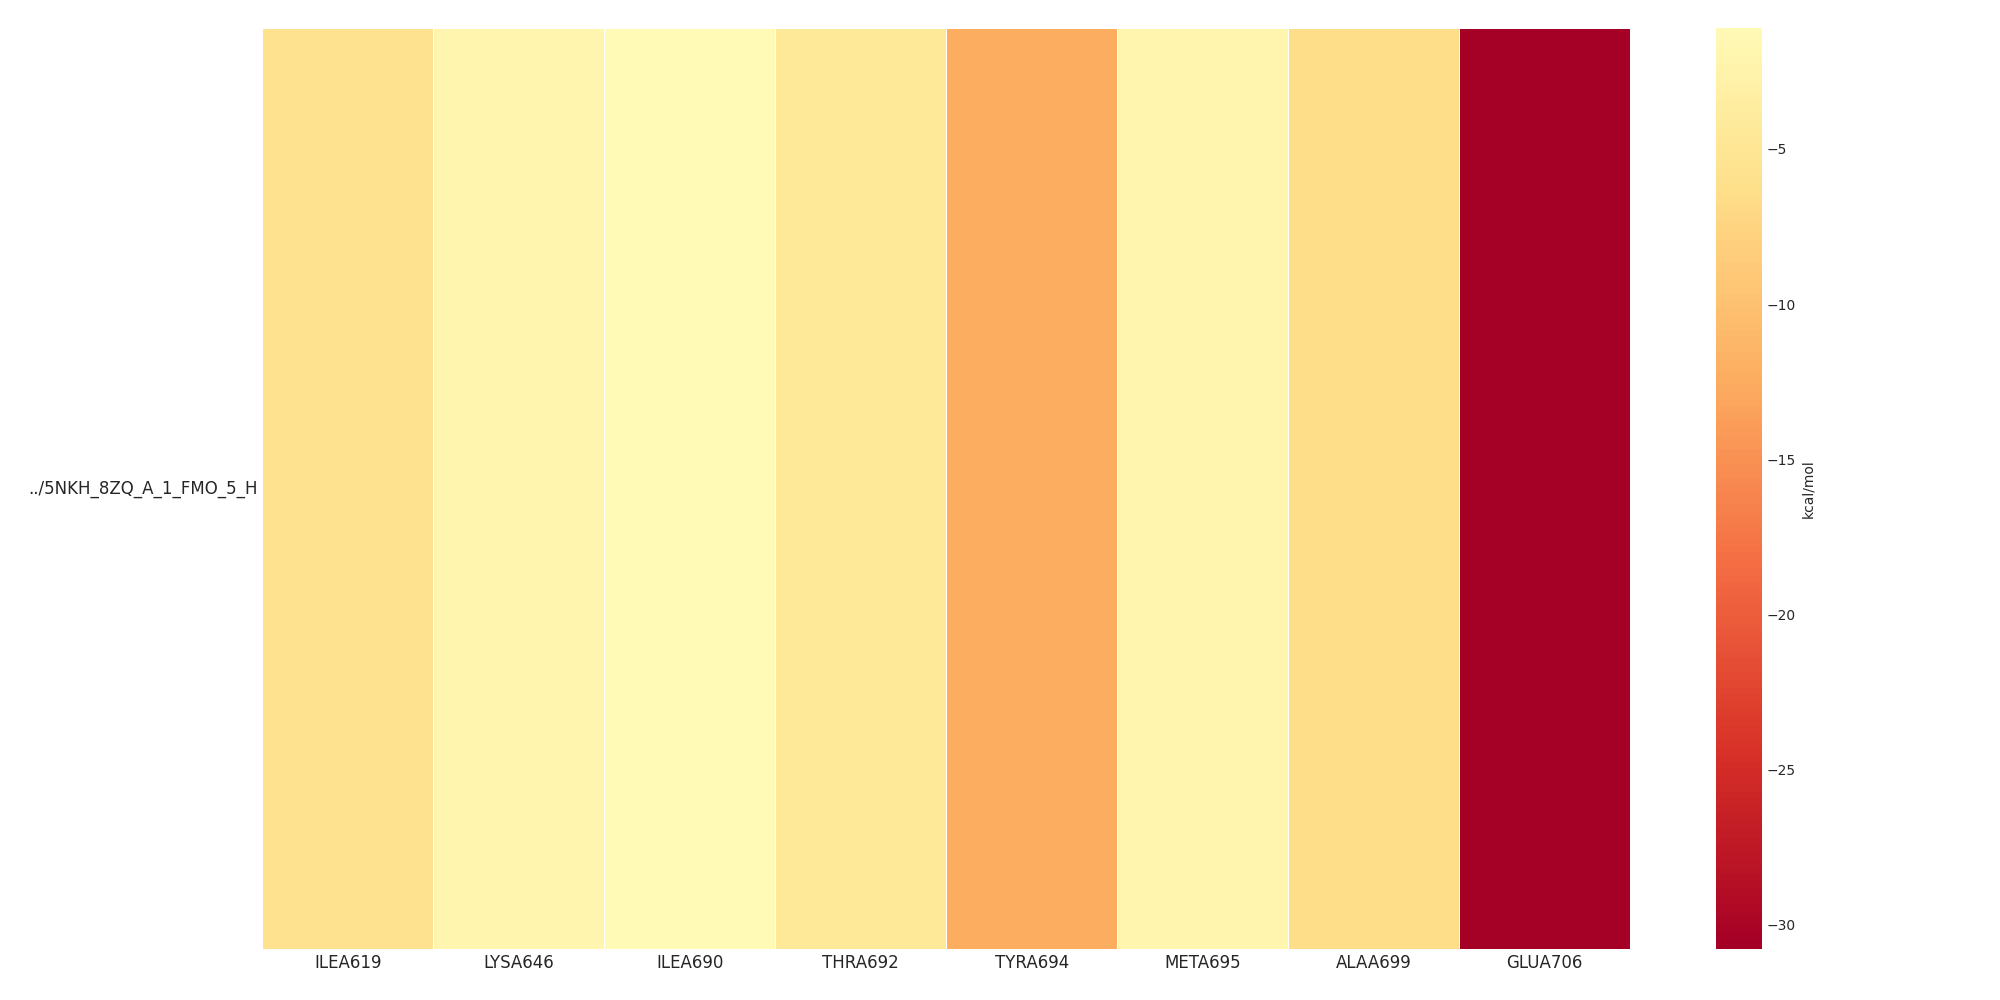 ../5NKH_8ZQ_A_1_FMO_5_H
ILEA619 LYSA646 ILEA690 THRA692 TYRA694 META695 ALAA699 GLUA706
−5
−10
−15
−20
−25
−30
kcal/mol